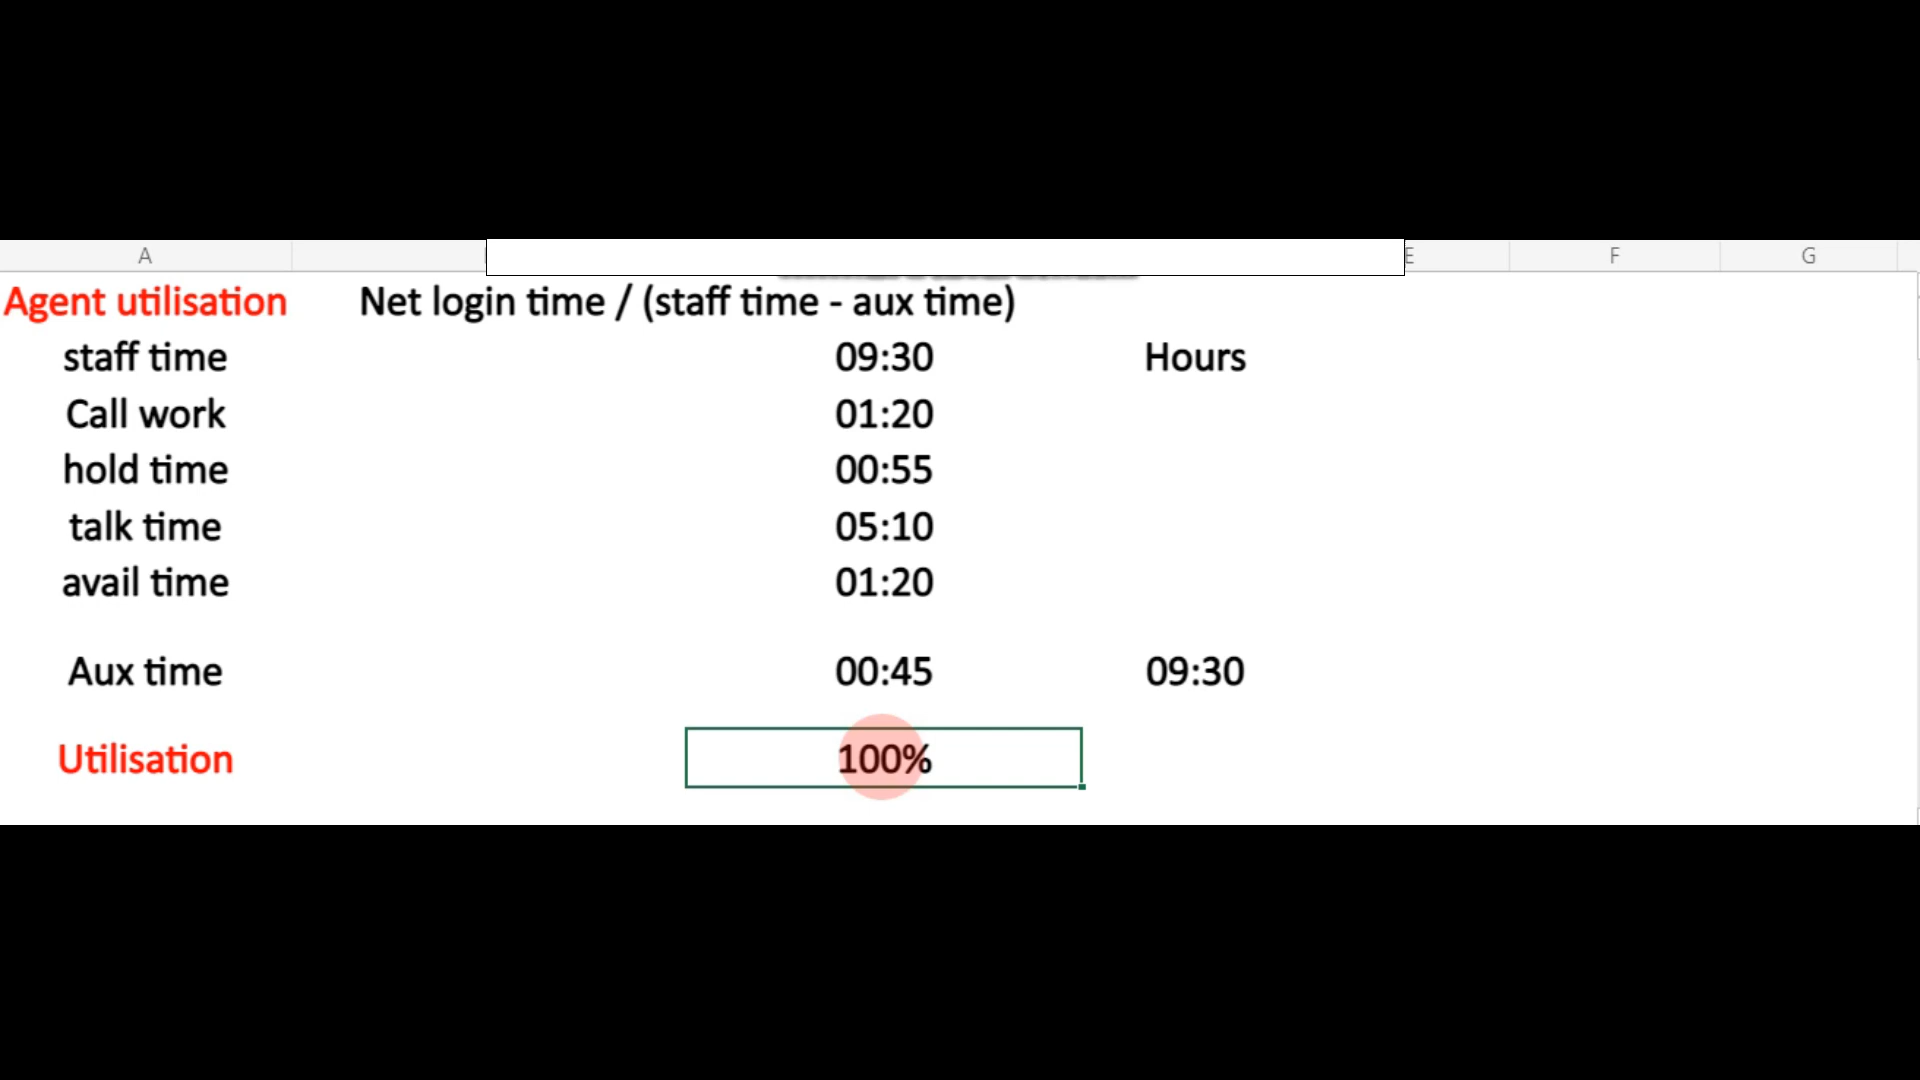 A E F G
Agent utilisation Net login time / (staff time - aux time)
staff time 09:30 Hours
Call work 01:20
hold time 00:55
talk time 05:10
avail time 01:20
Aux time 00:45 09:30
Utilisation 100%